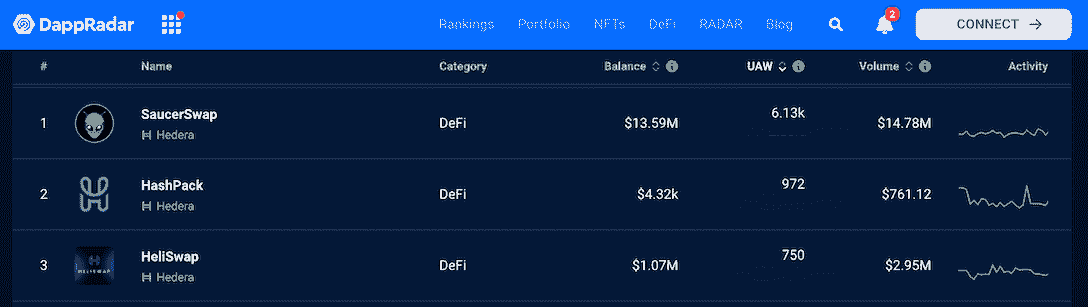 DappRadar Rankings Portfolio NFTs DeFi RADAR Blog 2 CONNECT
# Name Category Balance UAW Volume Activity
1 SaucerSwap Hedera DeFi $13.59M 6.13k $14.78M
2 HashPack Hedera DeFi $4.32k 972 $761.12
3 HeliSwap Hedera DeFi $1.07M 750 $2.95M